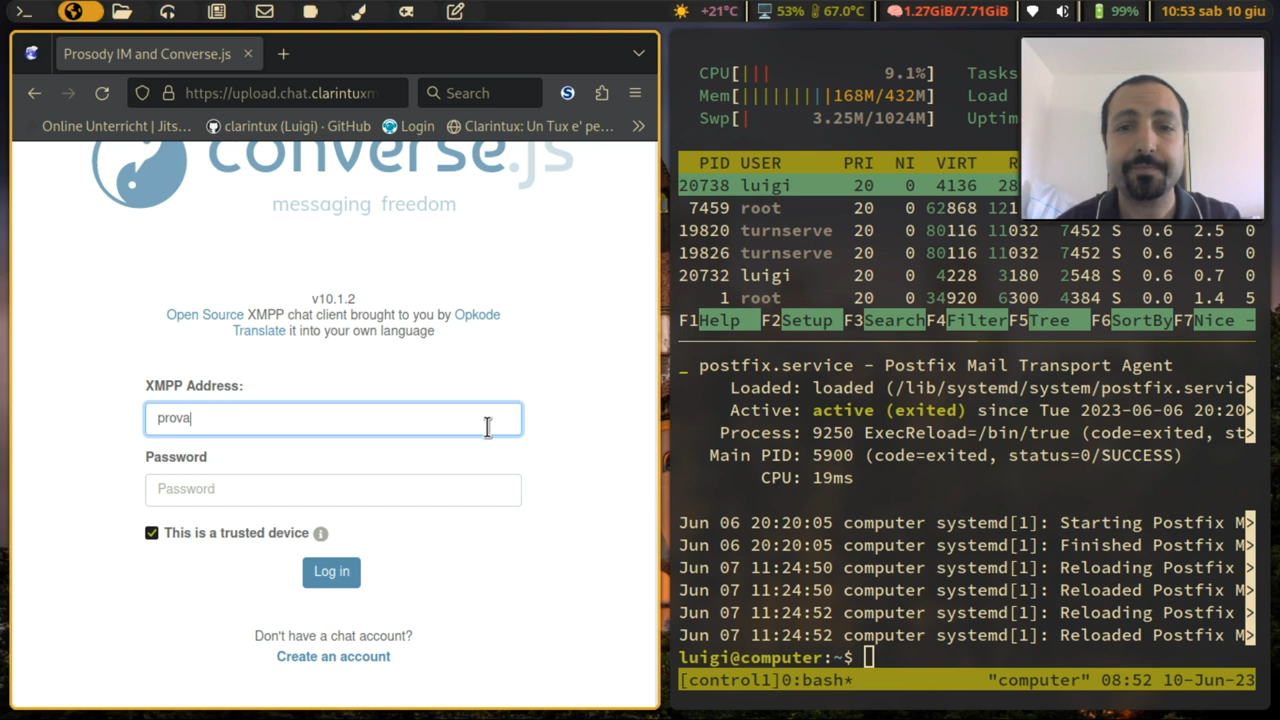 +21°C 53% 67.0°C 1.27GiB/7.71GiB 99% 10:53 sab 10 giu
Prosody IM and Converse.js
https://upload.chat.clarintuxm
Search
Online Unterricht | Jits… clarintux (Luigi) · GitHub Login Clarintux: Un Tux e' pe…
converse.js
messaging freedom
v10.1.2
Open Source XMPP chat client brought to you by Opkode
Translate it into your own language
XMPP Address:
prova
Password
Password
This is a trusted device
Log in
Don't have a chat account?
Create an account
CPU[||| 9.1%] Tasks
Mem[||||||||||168M/432M] Load
Swp[| 3.25M/1024M] Uptim
PID USER PRI NI VIRT R
20738 luigi 20 0 4136 28
7459 root 20 0 62868 121
19820 turnserve 20 0 80116 11032 7452 S 0.6 2.5 0
19826 turnserve 20 0 80116 11032 7452 S 0.6 2.5 0
20732 luigi 20 0 4228 3180 2548 S 0.6 0.7 0
1 root 20 0 34920 6300 4384 S 0.0 1.4 5
F1Help F2Setup F3SearchF4FilterF5Tree F6SortByF7Nice -
_ postfix.service - Postfix Mail Transport Agent
Loaded: loaded (/lib/systemd/system/postfix.servic>
Active: active (exited) since Tue 2023-06-06 20:20>
Process: 9250 ExecReload=/bin/true (code=exited, st>
Main PID: 5900 (code=exited, status=0/SUCCESS)
CPU: 19ms
Jun 06 20:20:05 computer systemd[1]: Starting Postfix M>
Jun 06 20:20:05 computer systemd[1]: Finished Postfix M>
Jun 07 11:24:50 computer systemd[1]: Reloading Postfix >
Jun 07 11:24:50 computer systemd[1]: Reloaded Postfix M>
Jun 07 11:24:52 computer systemd[1]: Reloading Postfix >
Jun 07 11:24:52 computer systemd[1]: Reloaded Postfix M>
luigi@computer:~$
[control1]0:bash* "computer" 08:52 10-Jun-23